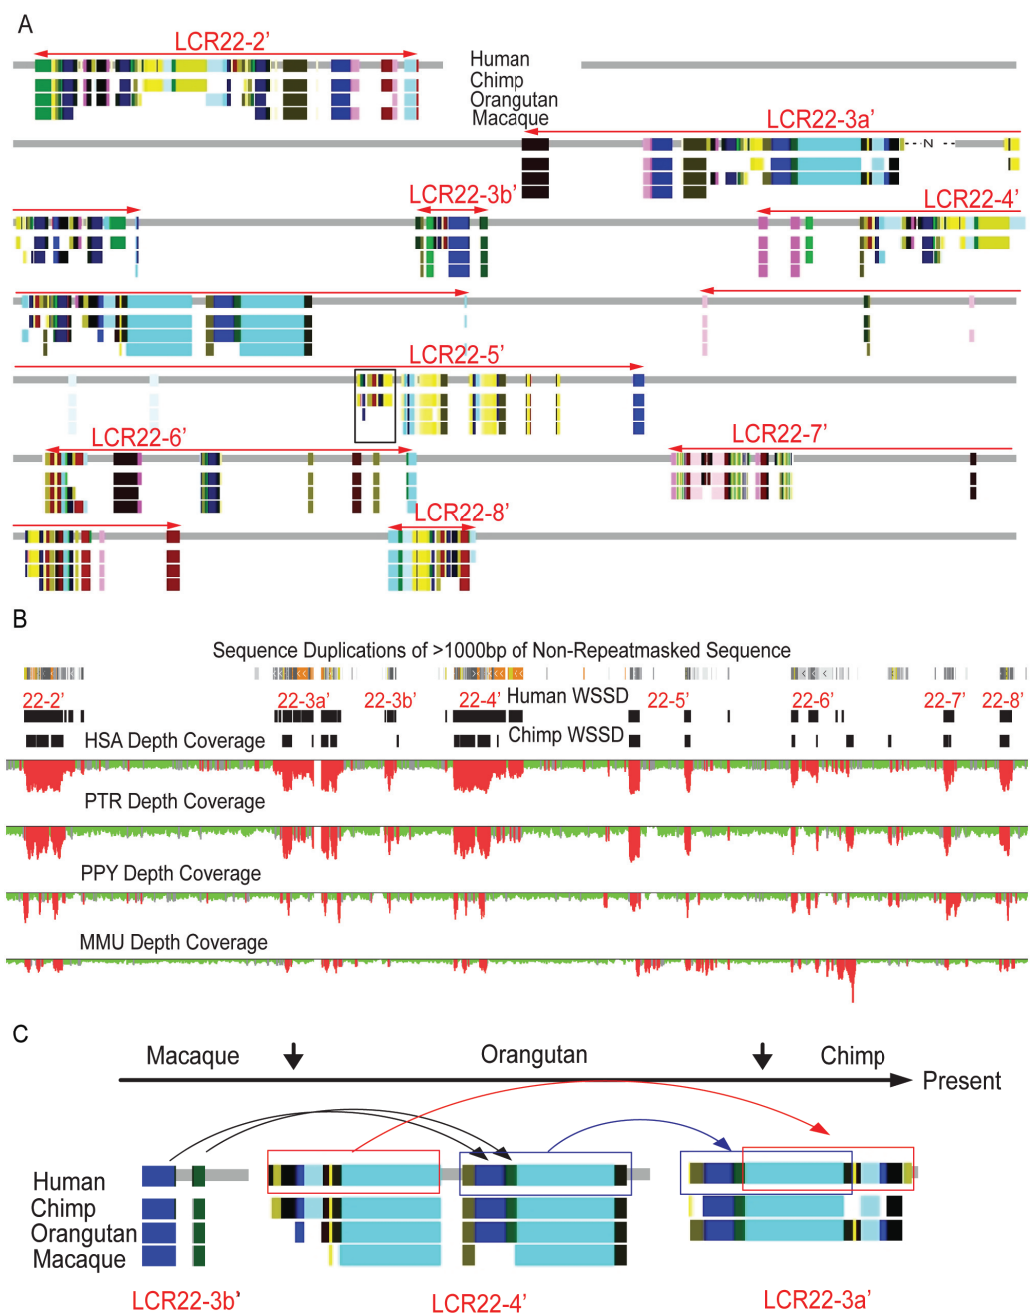 A
LCR22-2'
Human
Chimp
Orangutan
Macaque
LCR22-3a'
N
LCR22-3b'
LCR22-4'
LCR22-5'
LCR22-6'
LCR22-7'
LCR22-8'
B
Sequence Duplications of >1000bp of Non-Repeatmasked Sequence
22-2' 22-3a' 22-3b' 22-4' Human WSSD 22-5' 22-6' 22-7' 22-8'
HSA Depth Coverage Chimp WSSD
PTR Depth Coverage
PPY Depth Coverage
MMU Depth Coverage
C
Macaque Orangutan Chimp
Present
Human
Chimp
Orangutan
Macaque
LCR22-3b' LCR22-4' LCR22-3a'